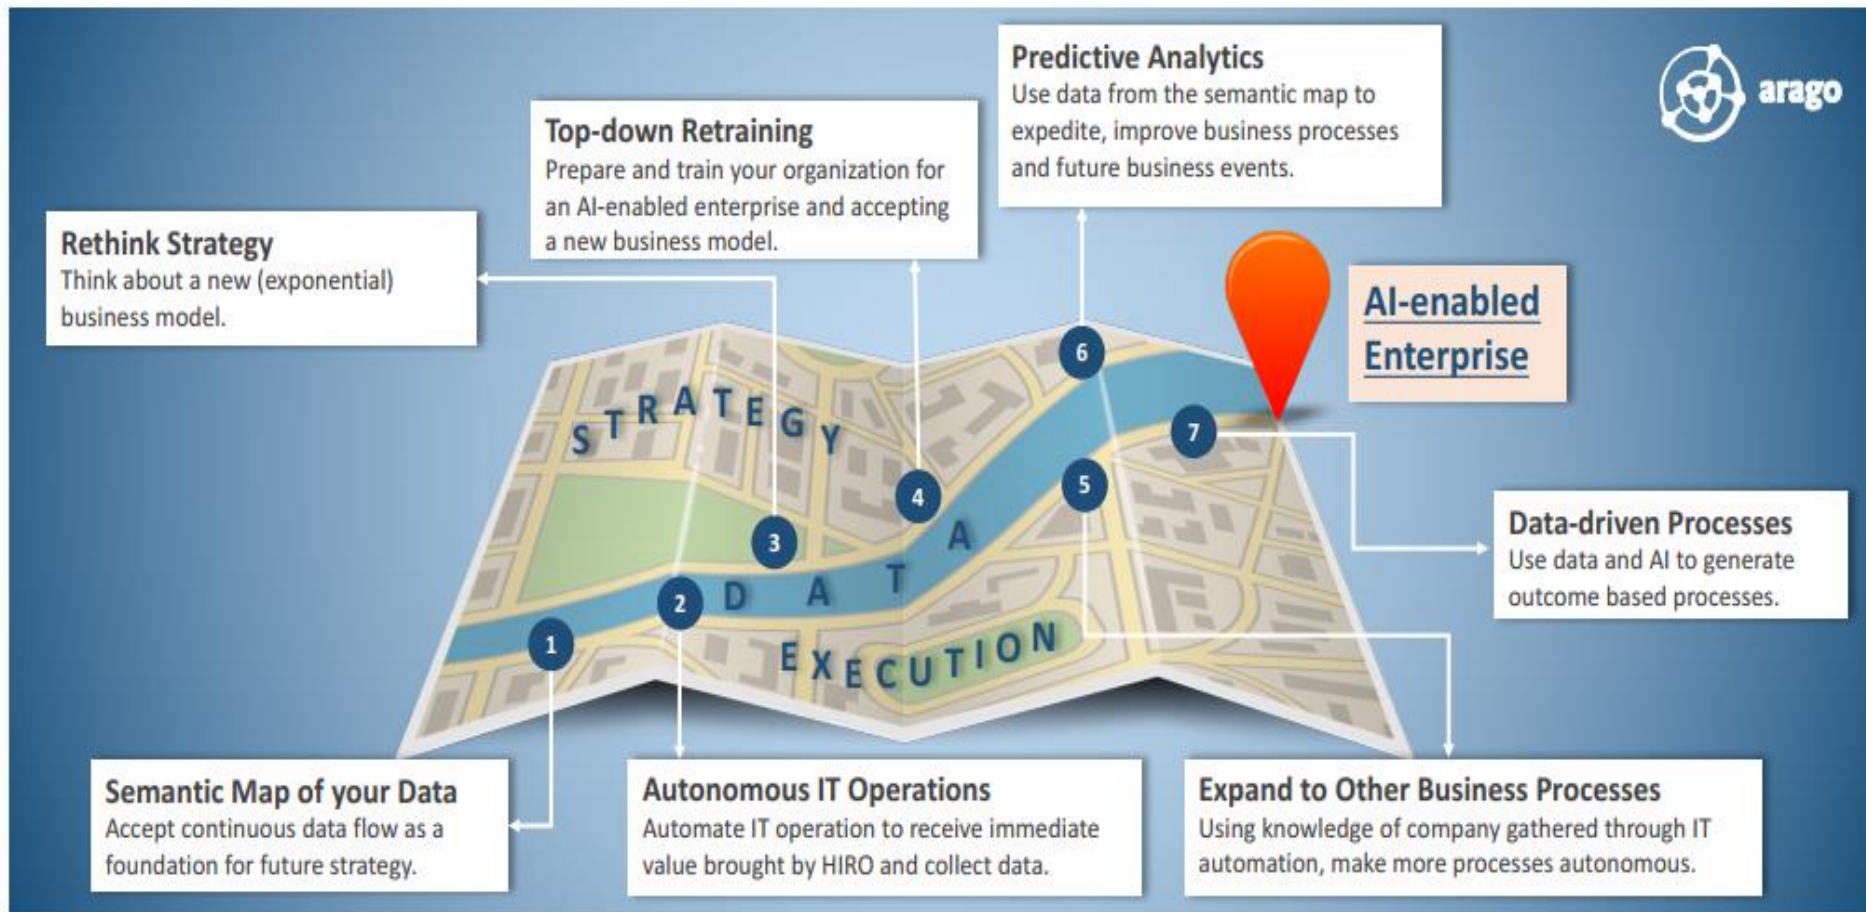 Predictive Analytics
Use data from the semantic map to
expedite, improve business processes
and future business events.
arago
Top-down Retraining
Prepare and train your organization for
an AI-enabled enterprise and accepting
a new business model.
Rethink Strategy
Think about a new (exponential)
business model.
AI-enabled
Enterprise
STRATEGY
6
7
5
4
3
DATA
2
1
EXECUTION
Data-driven Processes
Use data and AI to generate
outcome based processes.
Semantic Map of your Data
Accept continuous data flow as a
foundation for future strategy.
Autonomous IT Operations
Automate IT operation to receive immediate
value brought by HIRO and collect data.
Expand to Other Business Processes
Using knowledge of company gathered through IT
automation, make more processes autonomous.